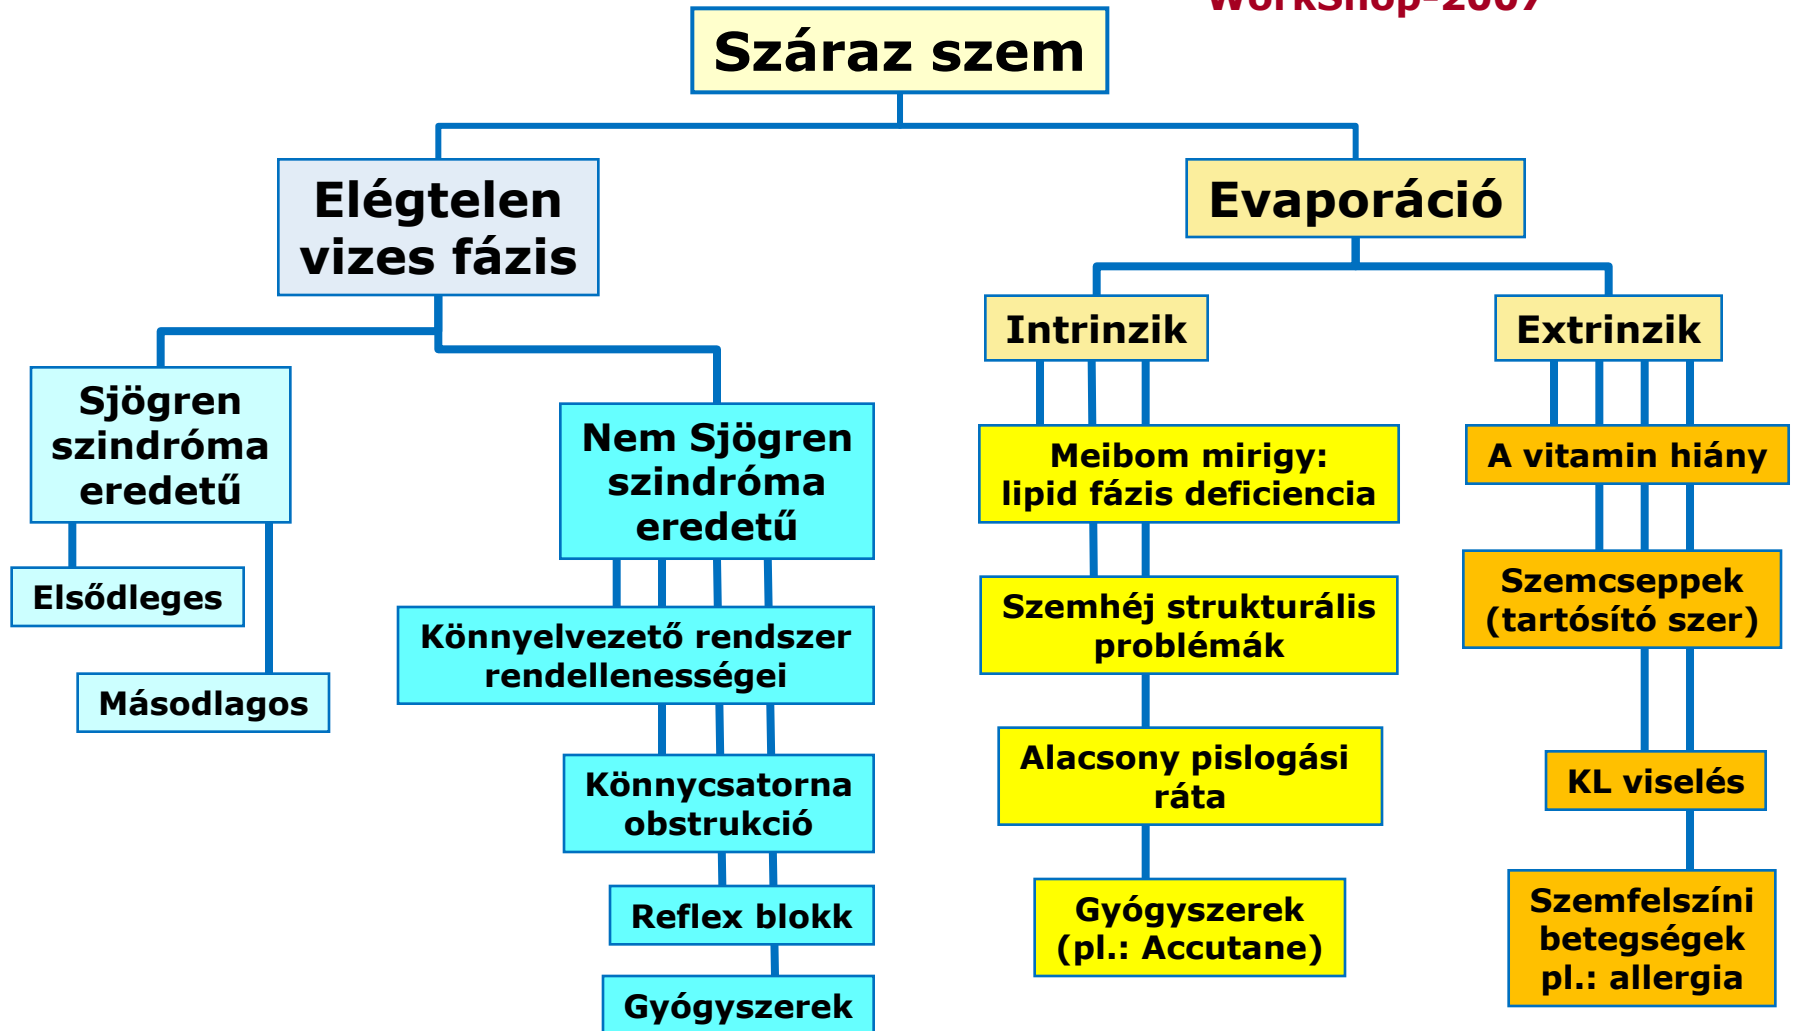 WorkShop-2007
Száraz szem
Elégtelen
vizes fázis
Evaporáció
Sjögren
szindróma
eredetű
Elsődleges
Másodlagos
Nem Sjögren
szindróma
eredetű
Könnyelvezető rendszer
rendellenességei
Könnycsatorna
obstrukció
Reflex blokk
Gyógyszerek
Intrinzik
Meibom mirigy:
lipid fázis deficiencia
Szemhéj strukturális
problémák
Alacsony pislogási
ráta
Gyógyszerek
(pl.: Accutane)
Extrinzik
A vitamin hiány
Szemcseppek
(tartósító szer)
KL viselés
Szemfelszíni
betegségek
pl.: allergia